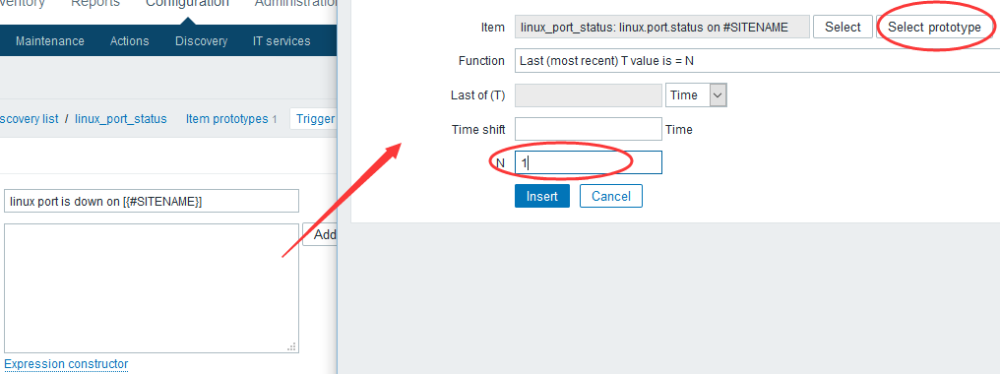 ventory Reports Configuration Administration
Maintenance Actions Discovery IT services
scovery list / linux_port_status Item prototypes 1 Trigger
linux port is down on [{#SITENAME}]
Add
Expression constructor
Item linux_port_status: linux.port.status on #SITENAME Select Select prototype
Function Last (most recent) T value is = N
Last of (T) Time
Time shift Time
N 1
Insert Cancel